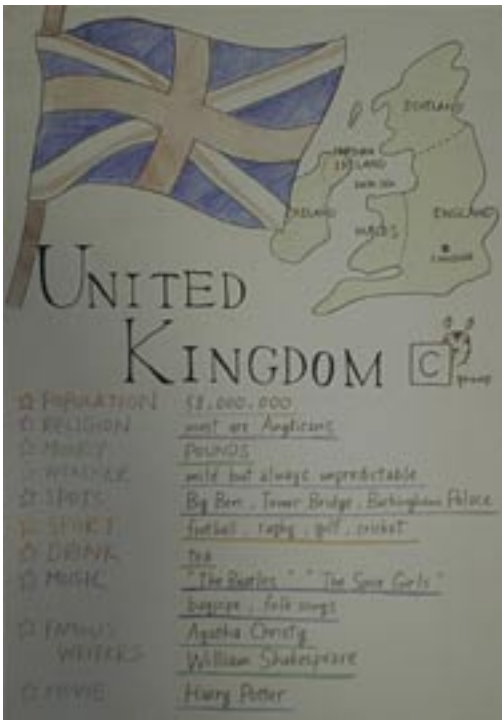 SCOTLAND
NORTHERN
IRELAND
IRELAND
ENGLAND
WALES
LONDON
UNITED
KINGDOM
C
group
☆ POPULATION 58,000,000
☆ RELIGION most are Anglicans
☆ MONEY POUNDS
☆ WEATHER mild but always unpredictable
☆ SPOTS Big Ben, Tower Bridge, Buckingham Palace
☆ SPORT football, rugby, golf, cricket
☆ DRINK tea
☆ MUSIC "The Beatles" "The Spice Girls"
bagpipe, folk songs
☆ FAMOUS Agatha Christy
WRITERS William Shakespeare
☆ MOVIE Harry Potter